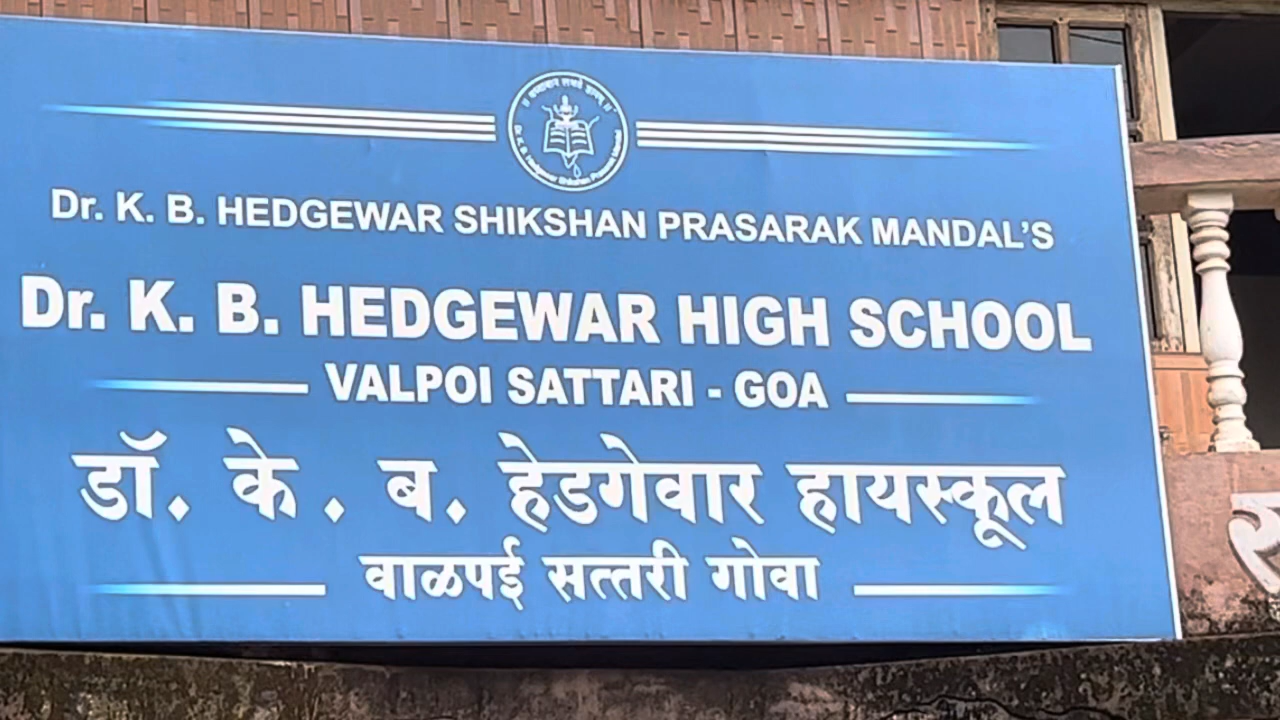 Dr. K. B. HEDGEWAR SHIKSHAN PRASARAK MANDAL'S
Dr. K. B. HEDGEWAR HIGH SCHOOL
VALPOI SATTARI - GOA
डॉ. के . ब. हेडगेवार हायस्कूल
वाळपई सत्तरी गोवा